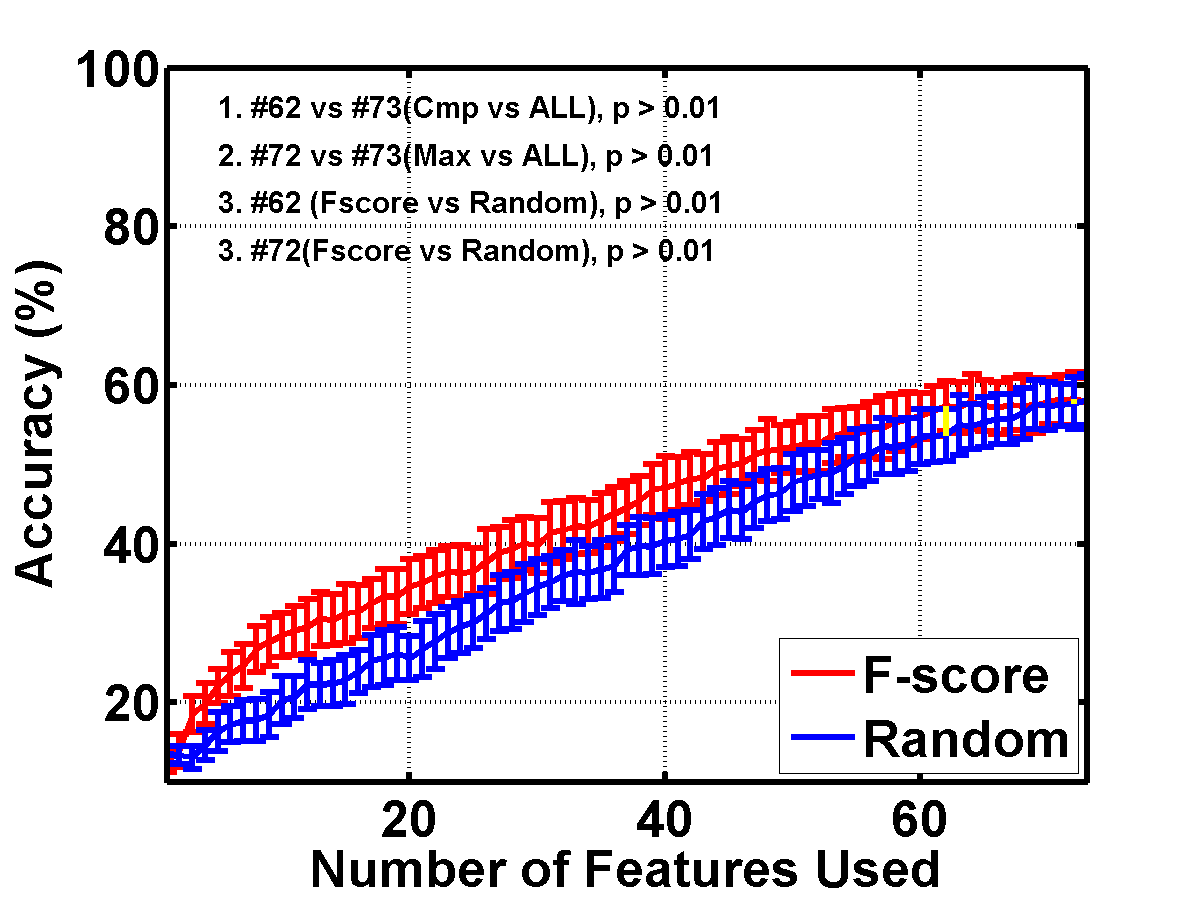 100
1. #62 vs #73(Cmp vs ALL), p > 0.01
2. #72 vs #73(Max vs ALL), p > 0.01
3. #62 (Fscore vs Random), p > 0.01
3. #72(Fscore vs Random), p > 0.01
80
60
40
20
Accuracy (%)
F-score
Random
20 40 60
Number of Features Used